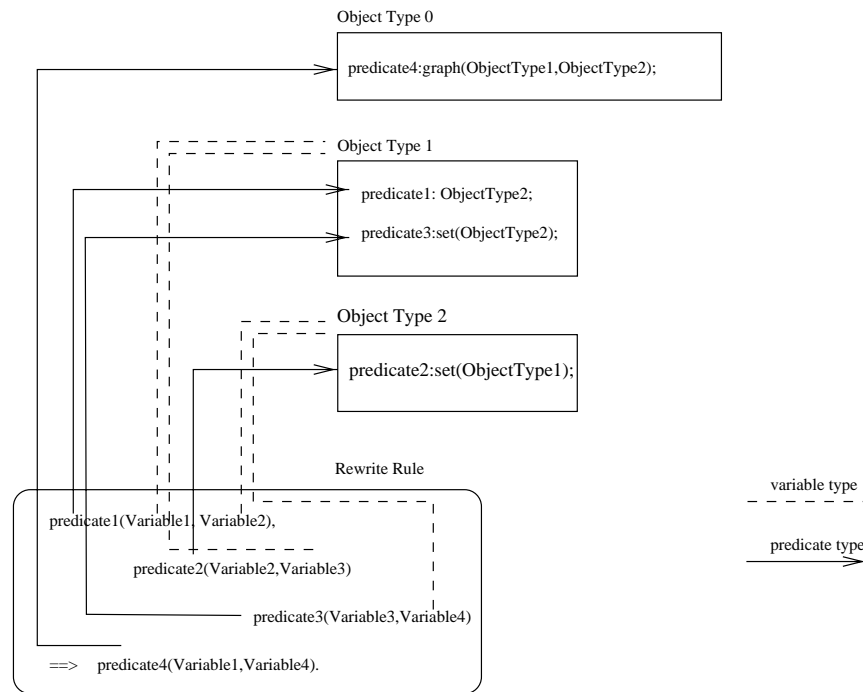 Object Type 0
predicate4:graph(ObjectType1,ObjectType2);
Object Type 1
predicate1: ObjectType2;
predicate3:set(ObjectType2);
Object Type 2
predicate2:set(ObjectType1);
Rewrite Rule
predicate1(Variable1, Variable2),
predicate2(Variable2,Variable3)
predicate3(Variable3,Variable4)
==> predicate4(Variable1,Variable4).
variable type
predicate type